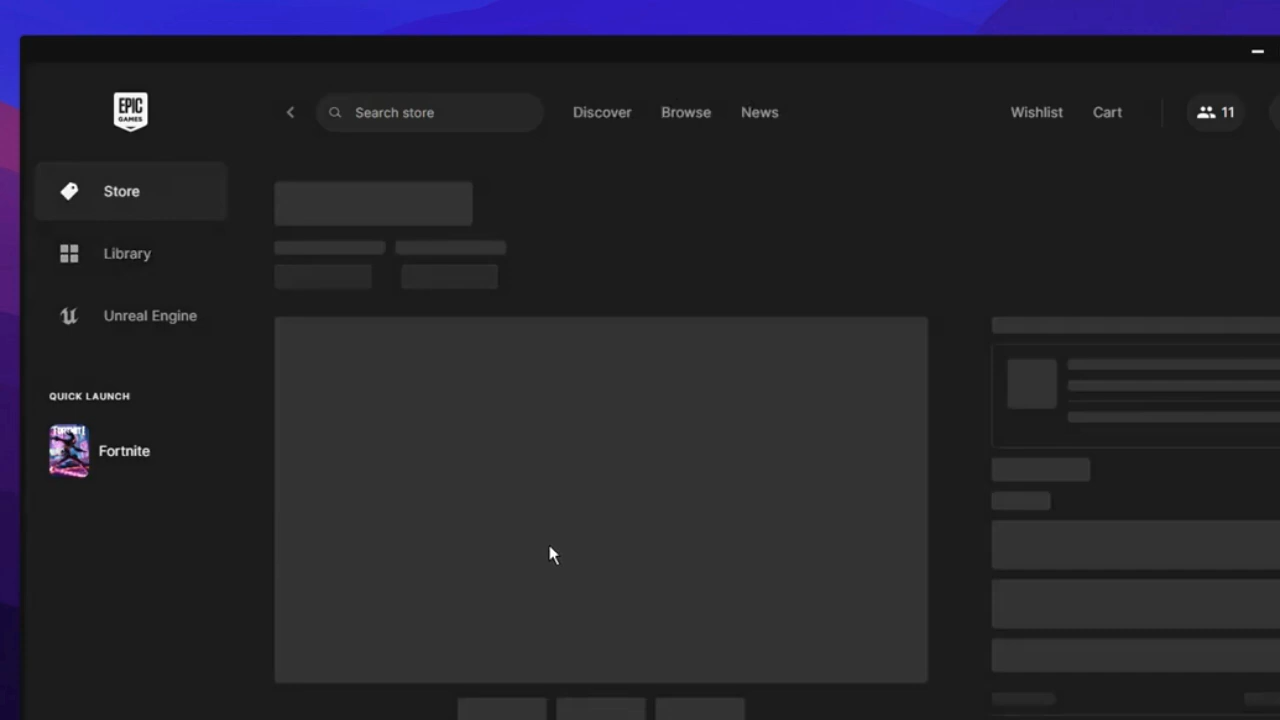 EPIC
GAMES
Search store
Discover
Browse
News
Wishlist
Cart
11
Store
Library
Unreal Engine
QUICK LAUNCH
Fortnite